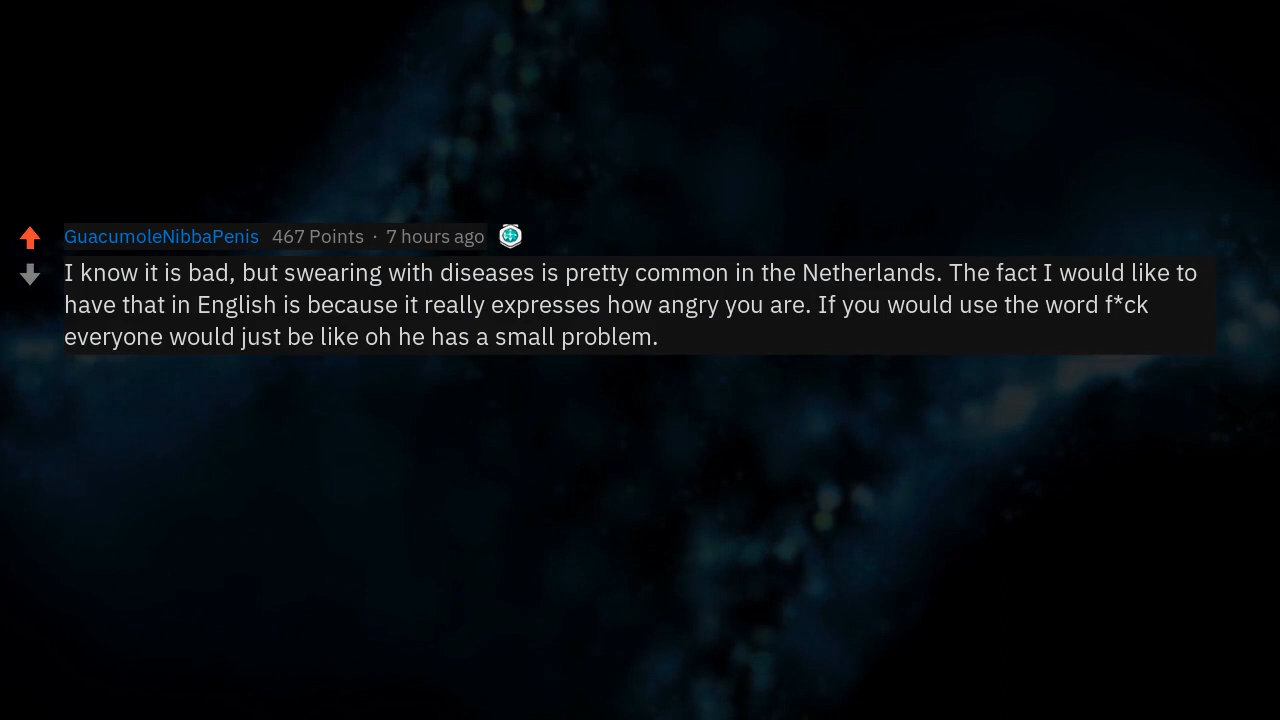 GuacumoleNibbaPenis 467 Points · 7 hours ago
I know it is bad, but swearing with diseases is pretty common in the Netherlands. The fact I would like to
have that in English is because it really expresses how angry you are. If you would use the word f*ck
everyone would just be like oh he has a small problem.